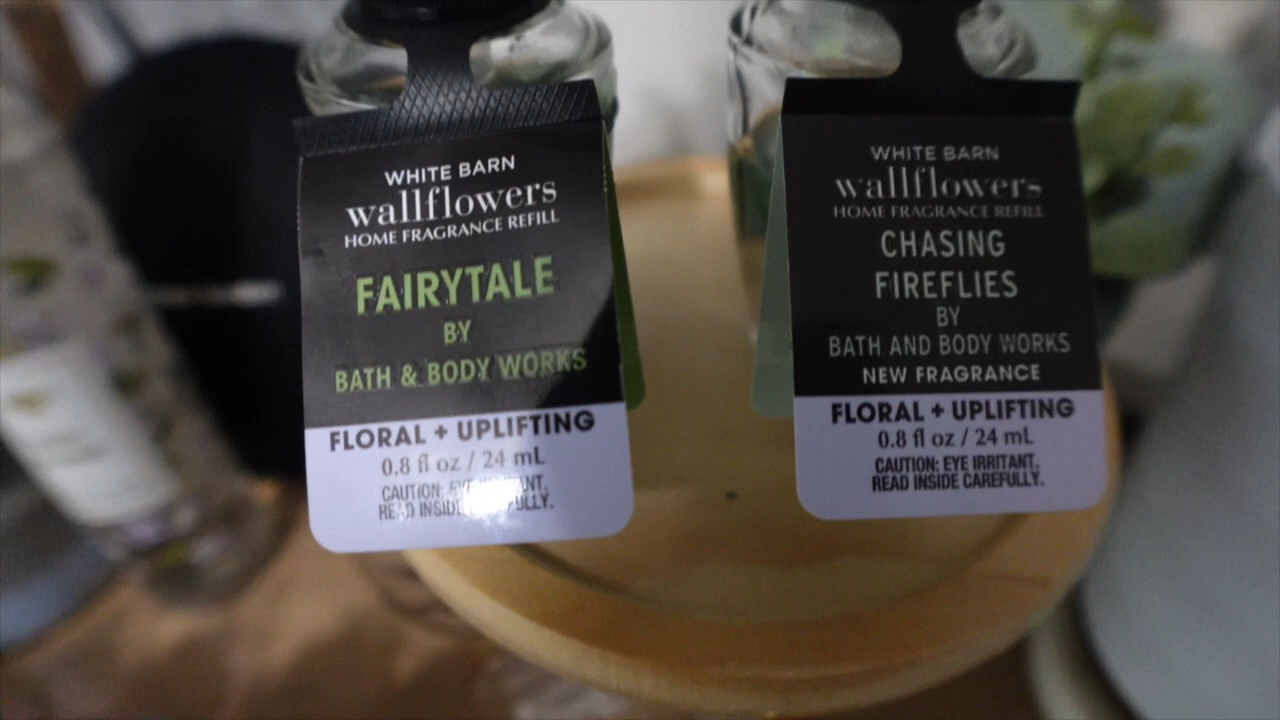 WHITE BARN
wallflowers
HOME FRAGRANCE REFILL
FAIRYTALE
BY
BATH & BODY WORKS
FLORAL + UPLIFTING
0.8 fl oz / 24 mL
CAUTION: EYE IRRITANT.
READ INSIDE CAREFULLY.
WHITE BARN
wallflowers
HOME FRAGRANCE REFILL
CHASING
FIREFLIES
BY
BATH AND BODY WORKS
NEW FRAGRANCE
FLORAL + UPLIFTING
0.8 fl oz / 24 mL
CAUTION: EYE IRRITANT.
READ INSIDE CAREFULLY.